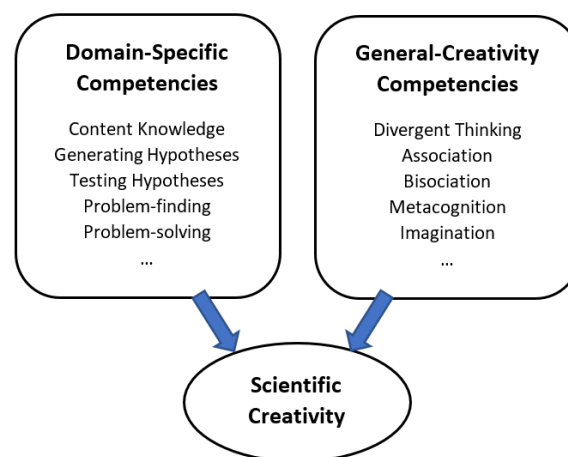 Domain-Specific
Competencies
Content Knowledge
Generating Hypotheses
Testing Hypotheses
Problem-finding
Problem-solving
...
General-Creativity
Competencies
Divergent Thinking
Association
Bisociation
Metacognition
Imagination
...
Scientific
Creativity